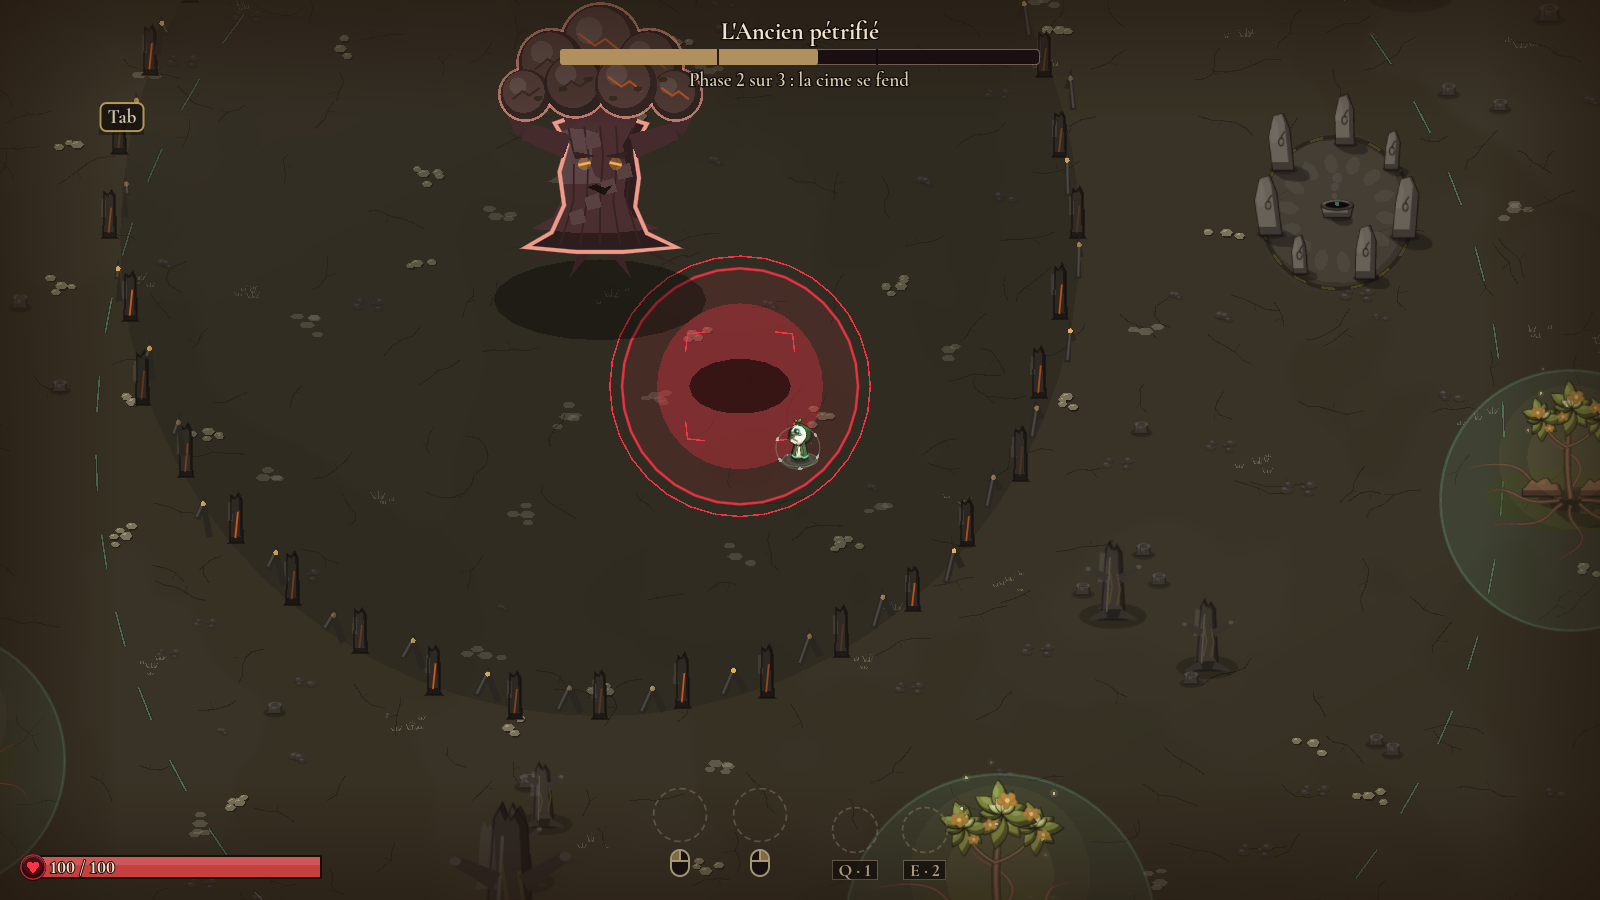 L'Ancien pétrifié
Phase 2 sur 3 : la cime se fend
Tab
100 / 100
Q · 1
E · 2